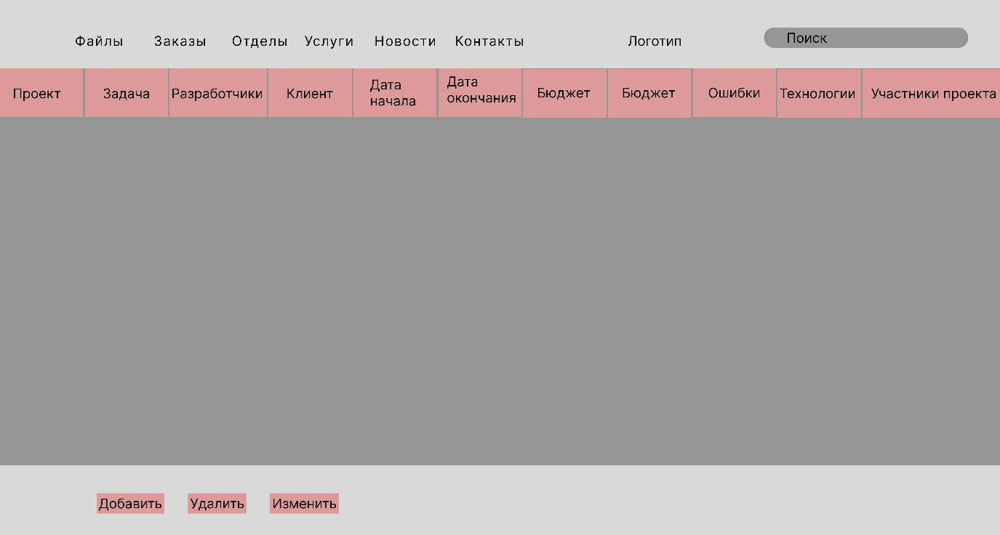 Файлы Заказы Отделы Услуги Новости Контакты Логотип Поиск
Проект
Задача
Разработчики
Клиент
Дата
начала
Дата
окончания
Бюджет
Бюджет
Ошибки
Технологии
Участники проекта
Добавить Удалить Изменить